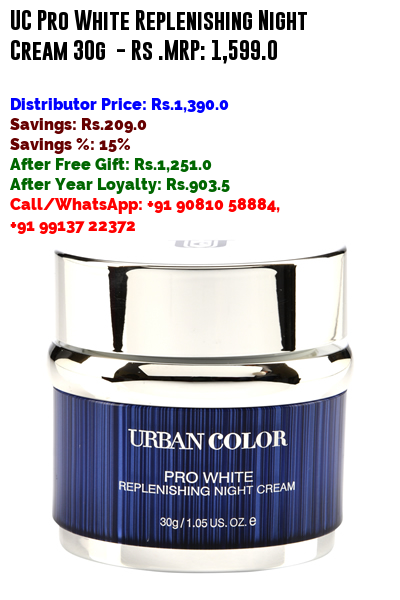 UC Pro White Replenishing Night
Cream 30g - Rs .MRP: 1,599.0
Distributor Price: Rs.1,390.0
Savings: Rs.209.0
Savings %: 15%
After Free Gift: Rs.1,251.0
After Year Loyalty: Rs.903.5
Call/WhatsApp: +91 90810 58884,
+91 99137 22372
URBAN COLOR
PRO WHITE
REPLENISHING NIGHT CREAM
30g / 1.05 US. OZ. e